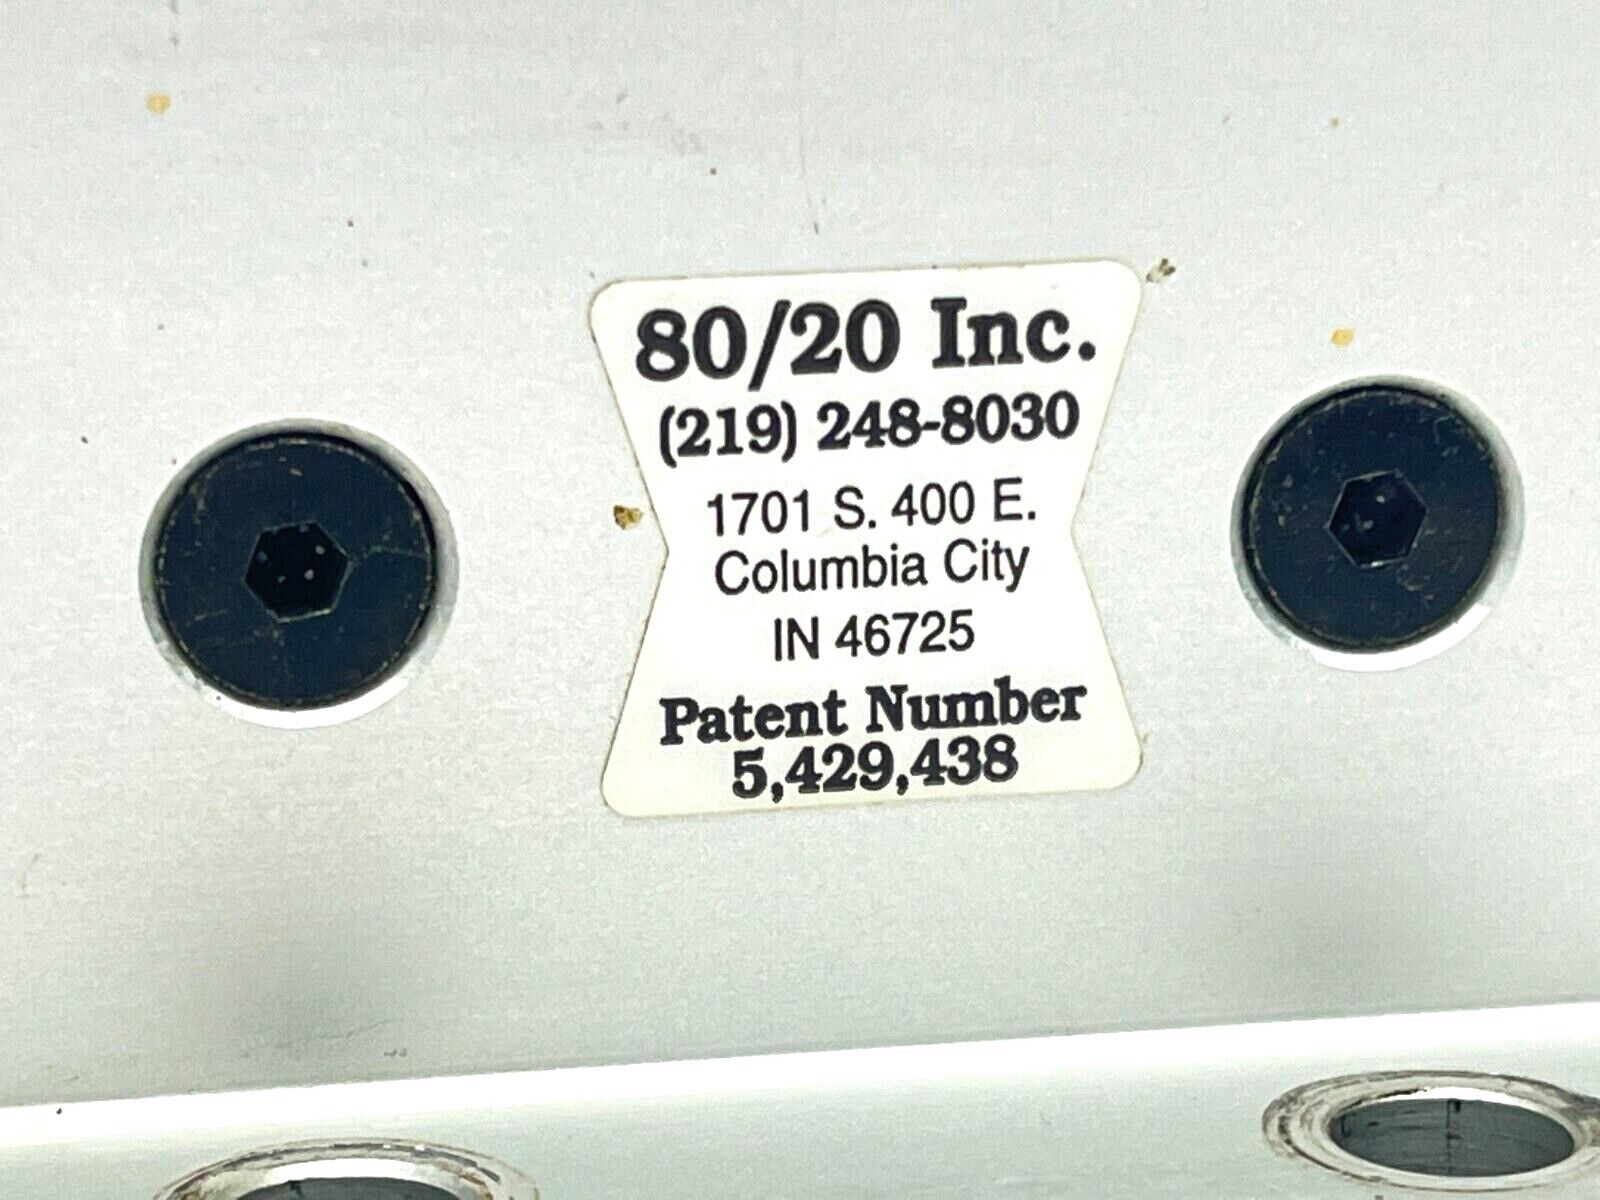 80/20 Inc.
(219) 248-8030
1701 S. 400 E.
Columbia City
IN 46725
Patent Number
5,429,438